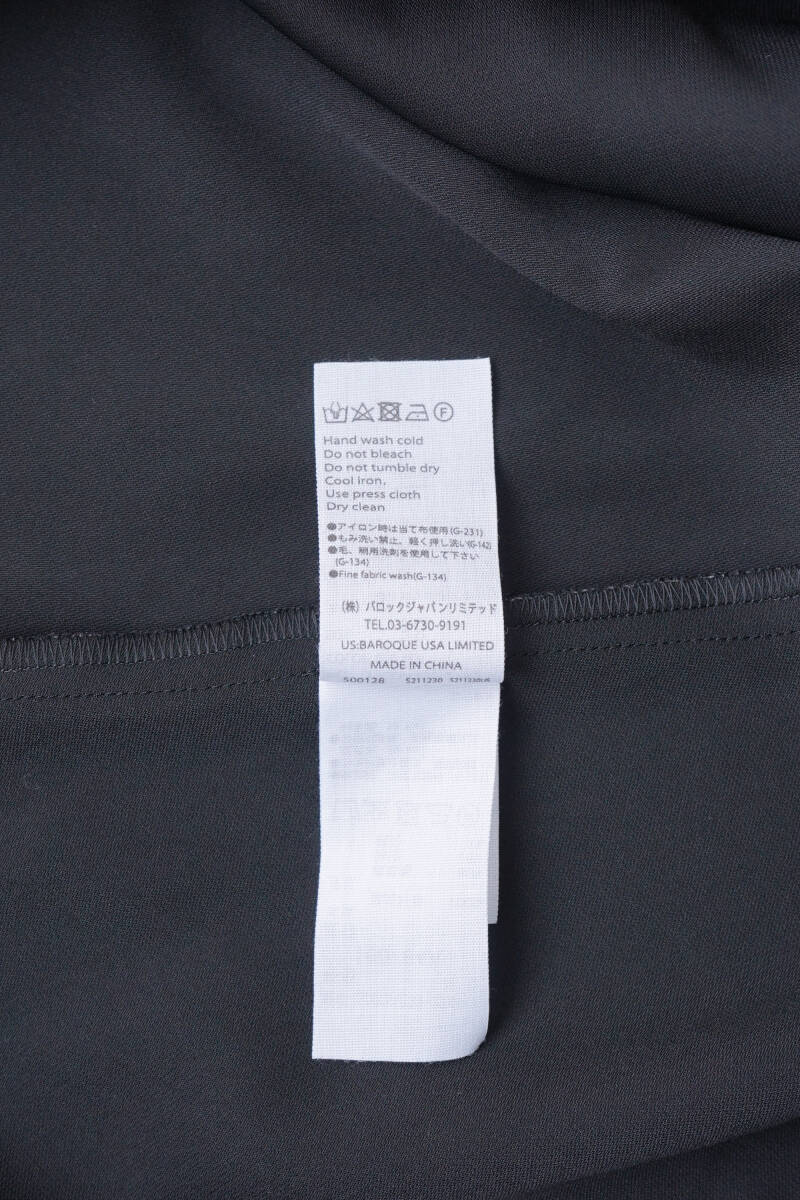 F
Hand wash cold
Do not bleach
Do not tumble dry
Cool iron,
Use press cloth
Dry clean
●アイロン時は当て布使用(G-231)
●もみ洗い禁止、軽く押し洗い(G-142)
●毛、絹用洗剤を使用して下さい
(G-134)
●Fine fabric wash(G-134)
(株) バロックジャパンリミテッド
TEL.03-6730-9191
US:BAROQUE USA LIMITED
MADE IN CHINA
S00128 S211230